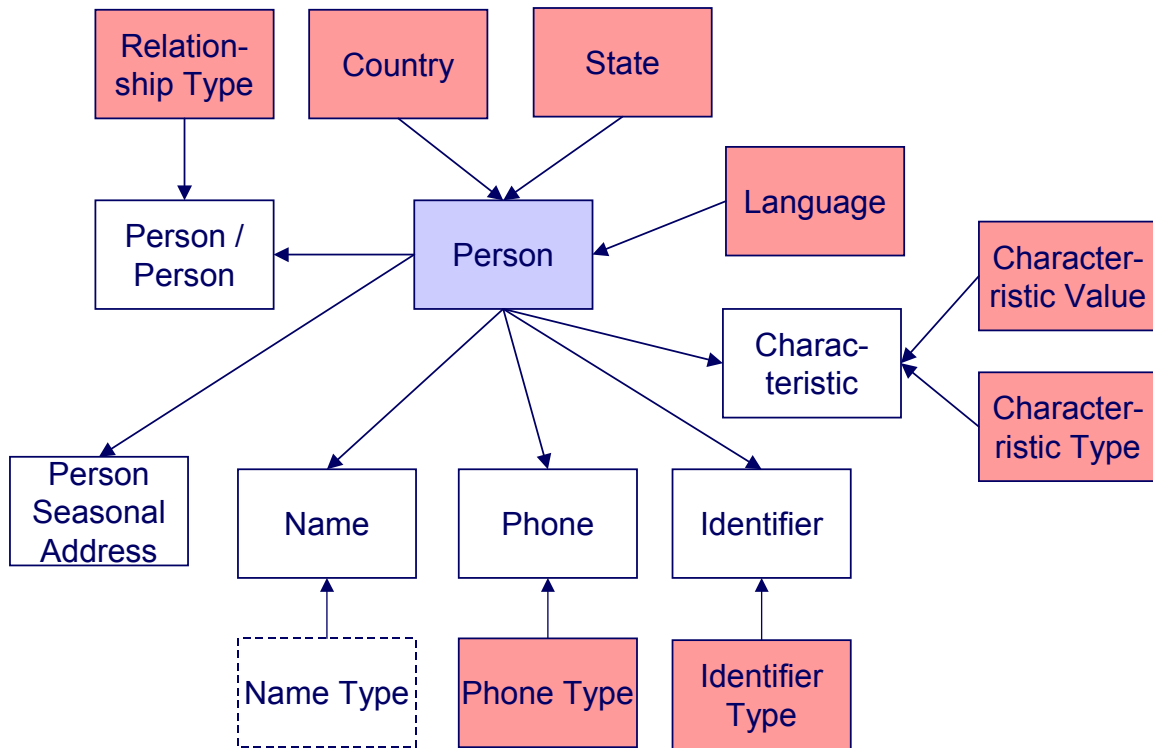 Relation-
ship Type
Country
State
Language
Person /
Person
Person
Character-
ristic Value
Charac-
teristic
Character-
ristic Type
Person
Seasonal
Address
Name
Phone
Identifier
Name Type
Phone Type
Identifier
Type